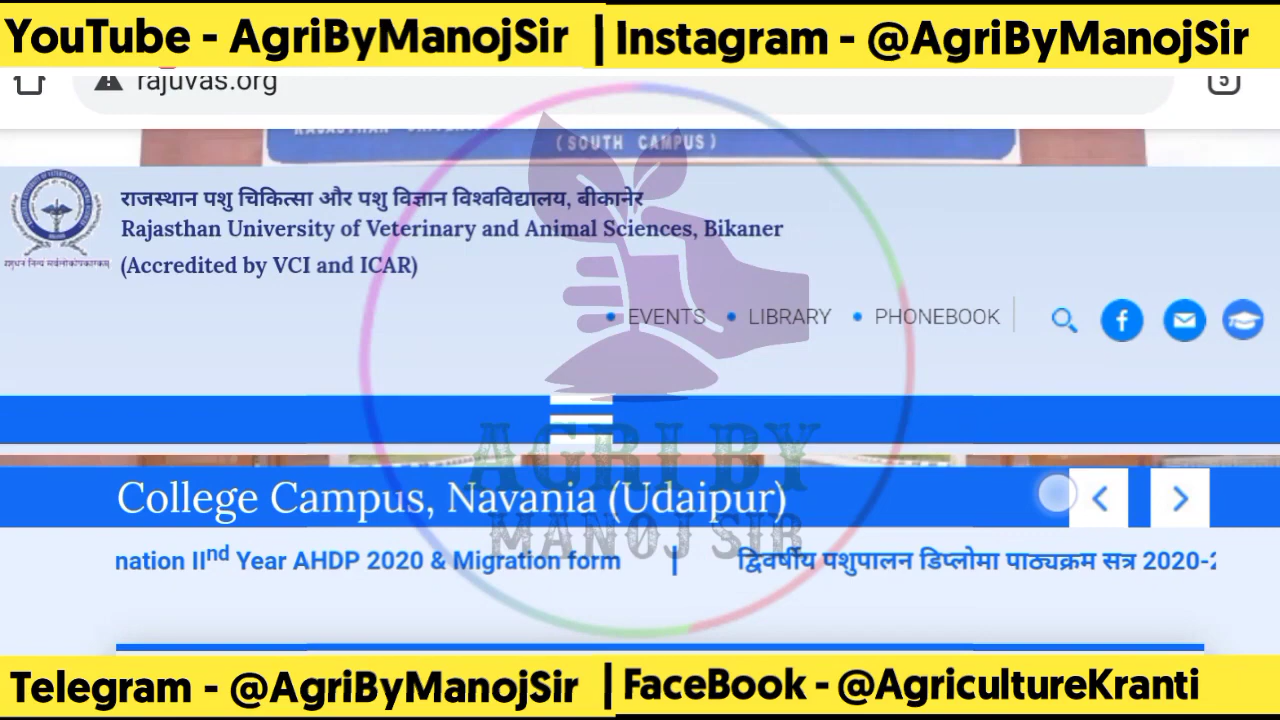 YouTube - AgriByManojSir | Instagram - @AgriByManojSir
rajuvas.org
5
(SOUTH CAMPUS)
राजस्थान पशु चिकित्सा और पशु विज्ञान विश्वविद्यालय, बीकानेर
Rajasthan University of Veterinary and Animal Sciences, Bikaner
(Accredited by VCI and ICAR)
• EVENTS • LIBRARY • PHONEBOOK
AGRI BY
MANOJ SIR
College Campus, Navania (Udaipur)
nation IInd Year AHDP 2020 & Migration form | द्विवर्षीय पशुपालन डिप्लोमा पाठ्यक्रम सत्र 2020-2
Telegram - @AgriByManojSir | FaceBook - @AgricultureKranti